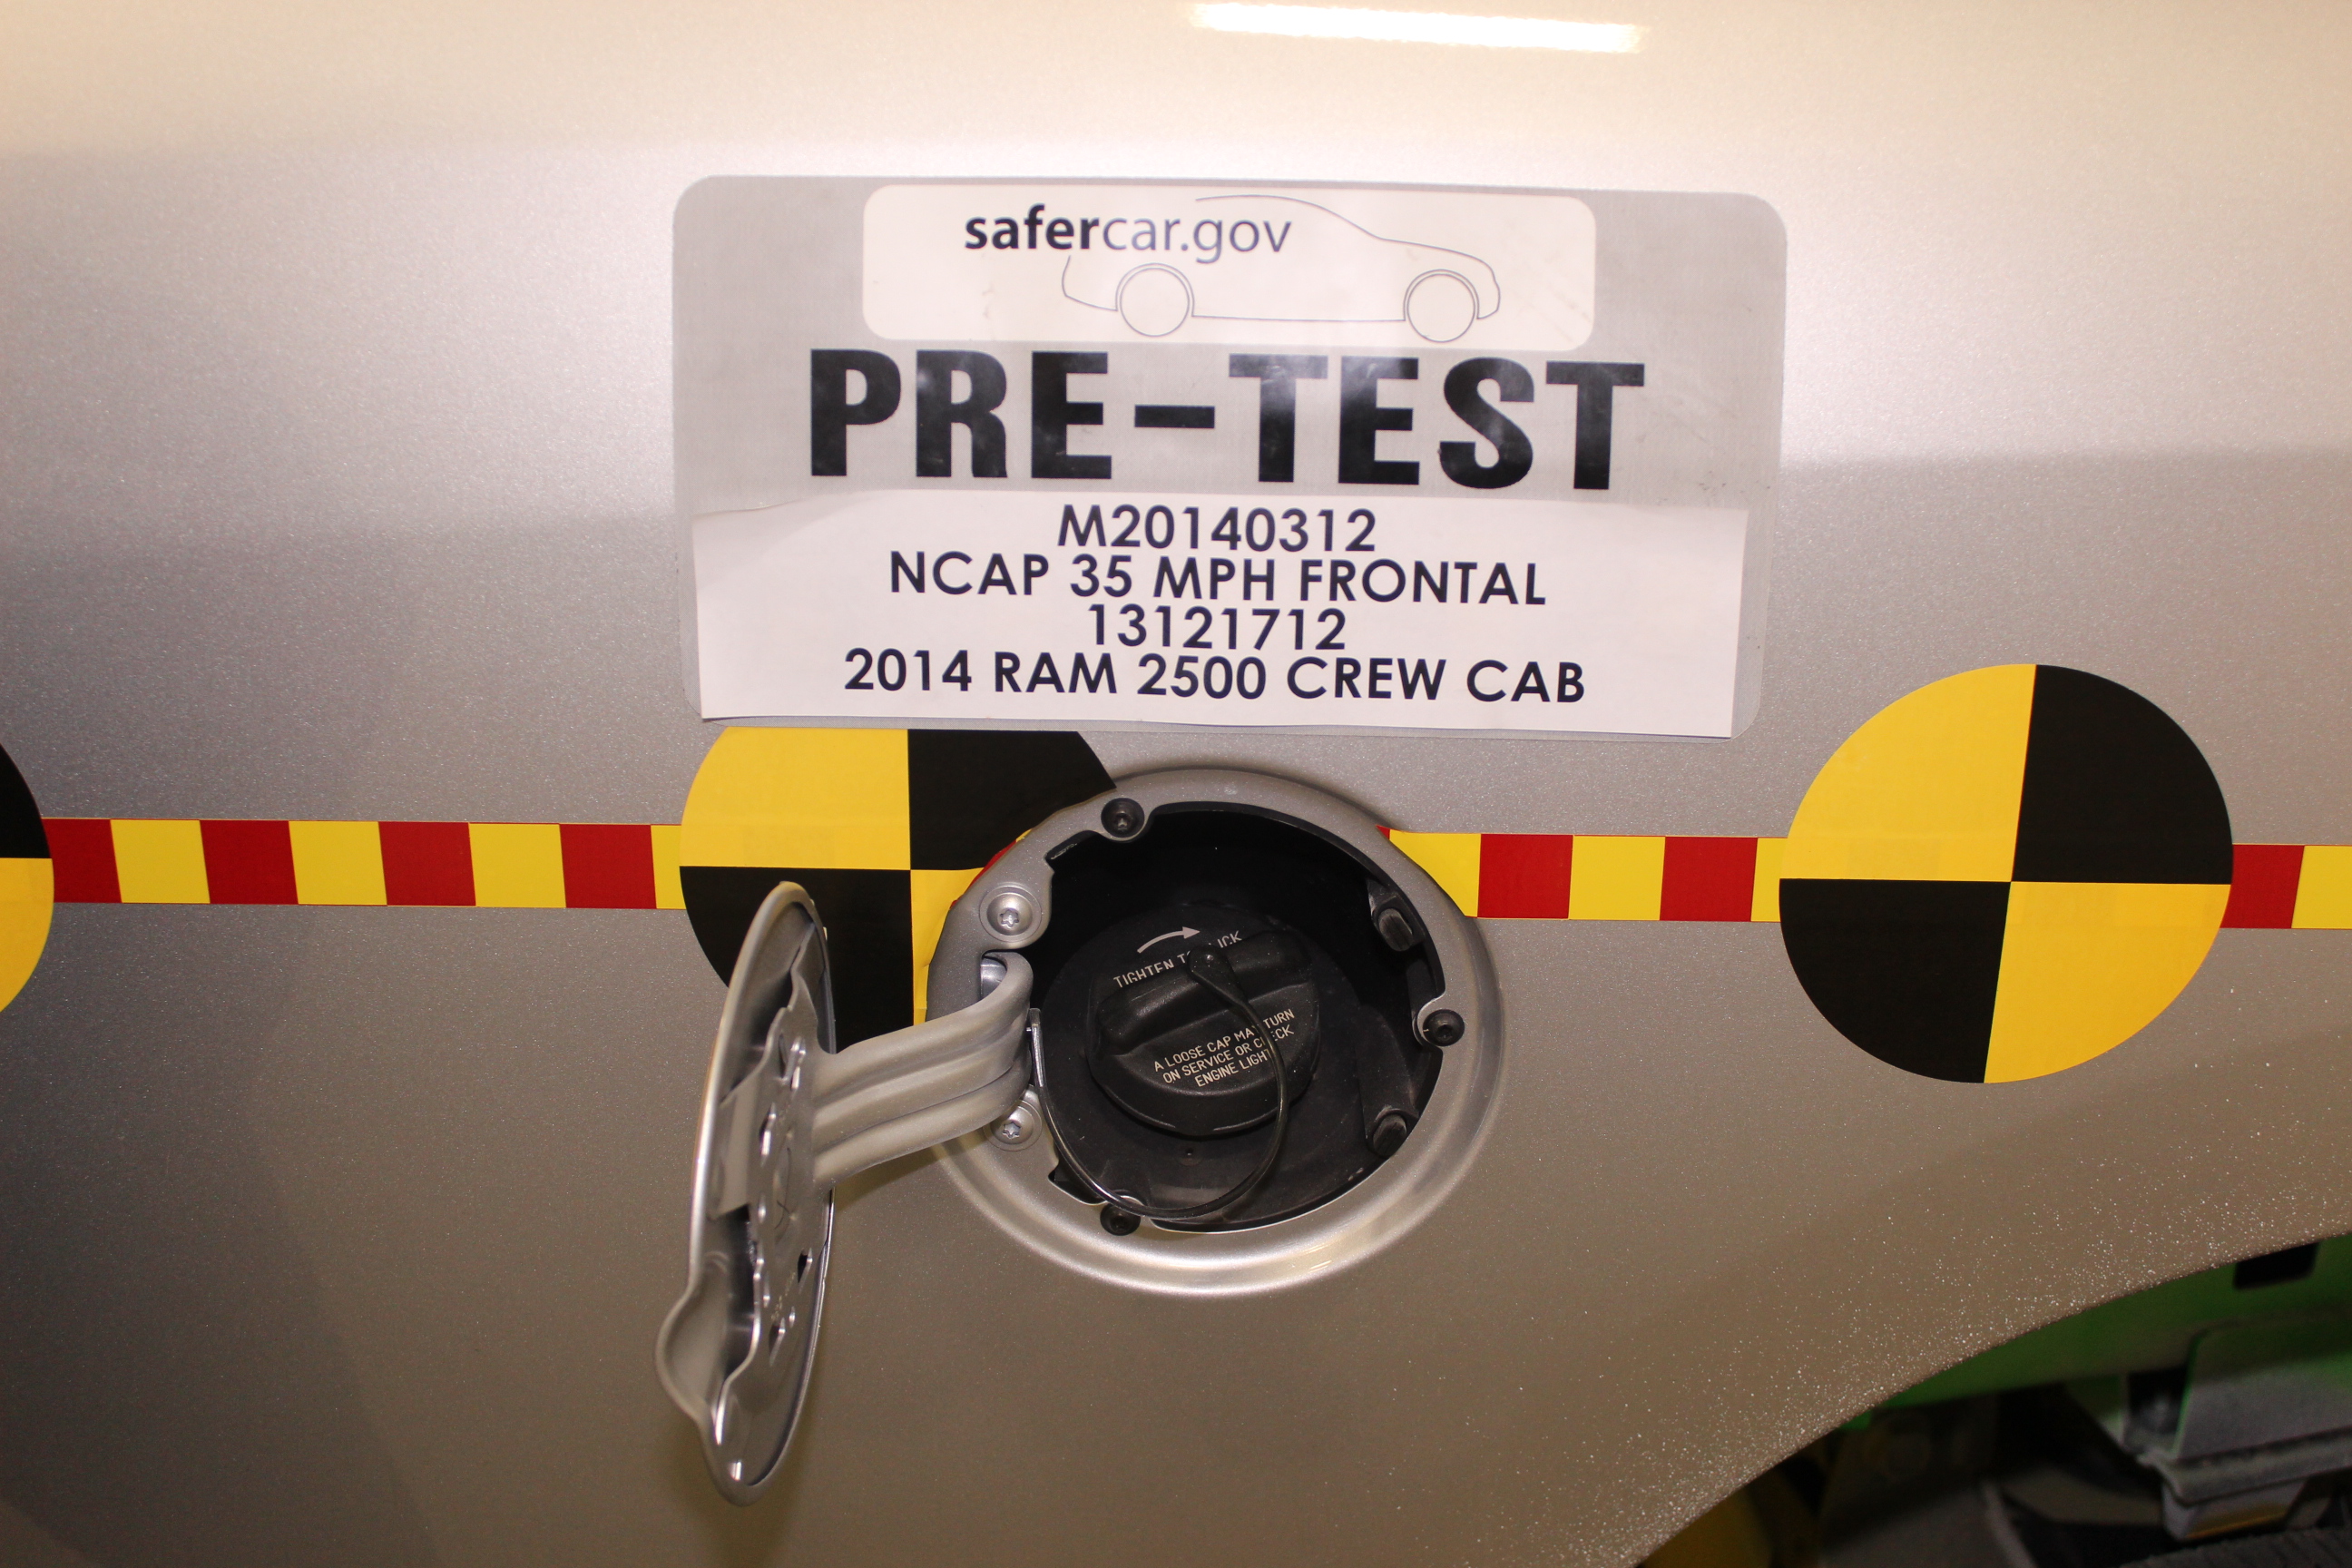 safercar.gov
PRE-TEST
M20140312
NCAP 35 MPH FRONTAL
13121712
2014 RAM 2500 CREW CAB
TIGHTEN
A LOOSE CAP MAY TURN
ON SERVICE OR CHECK
ENGINE LIGHT